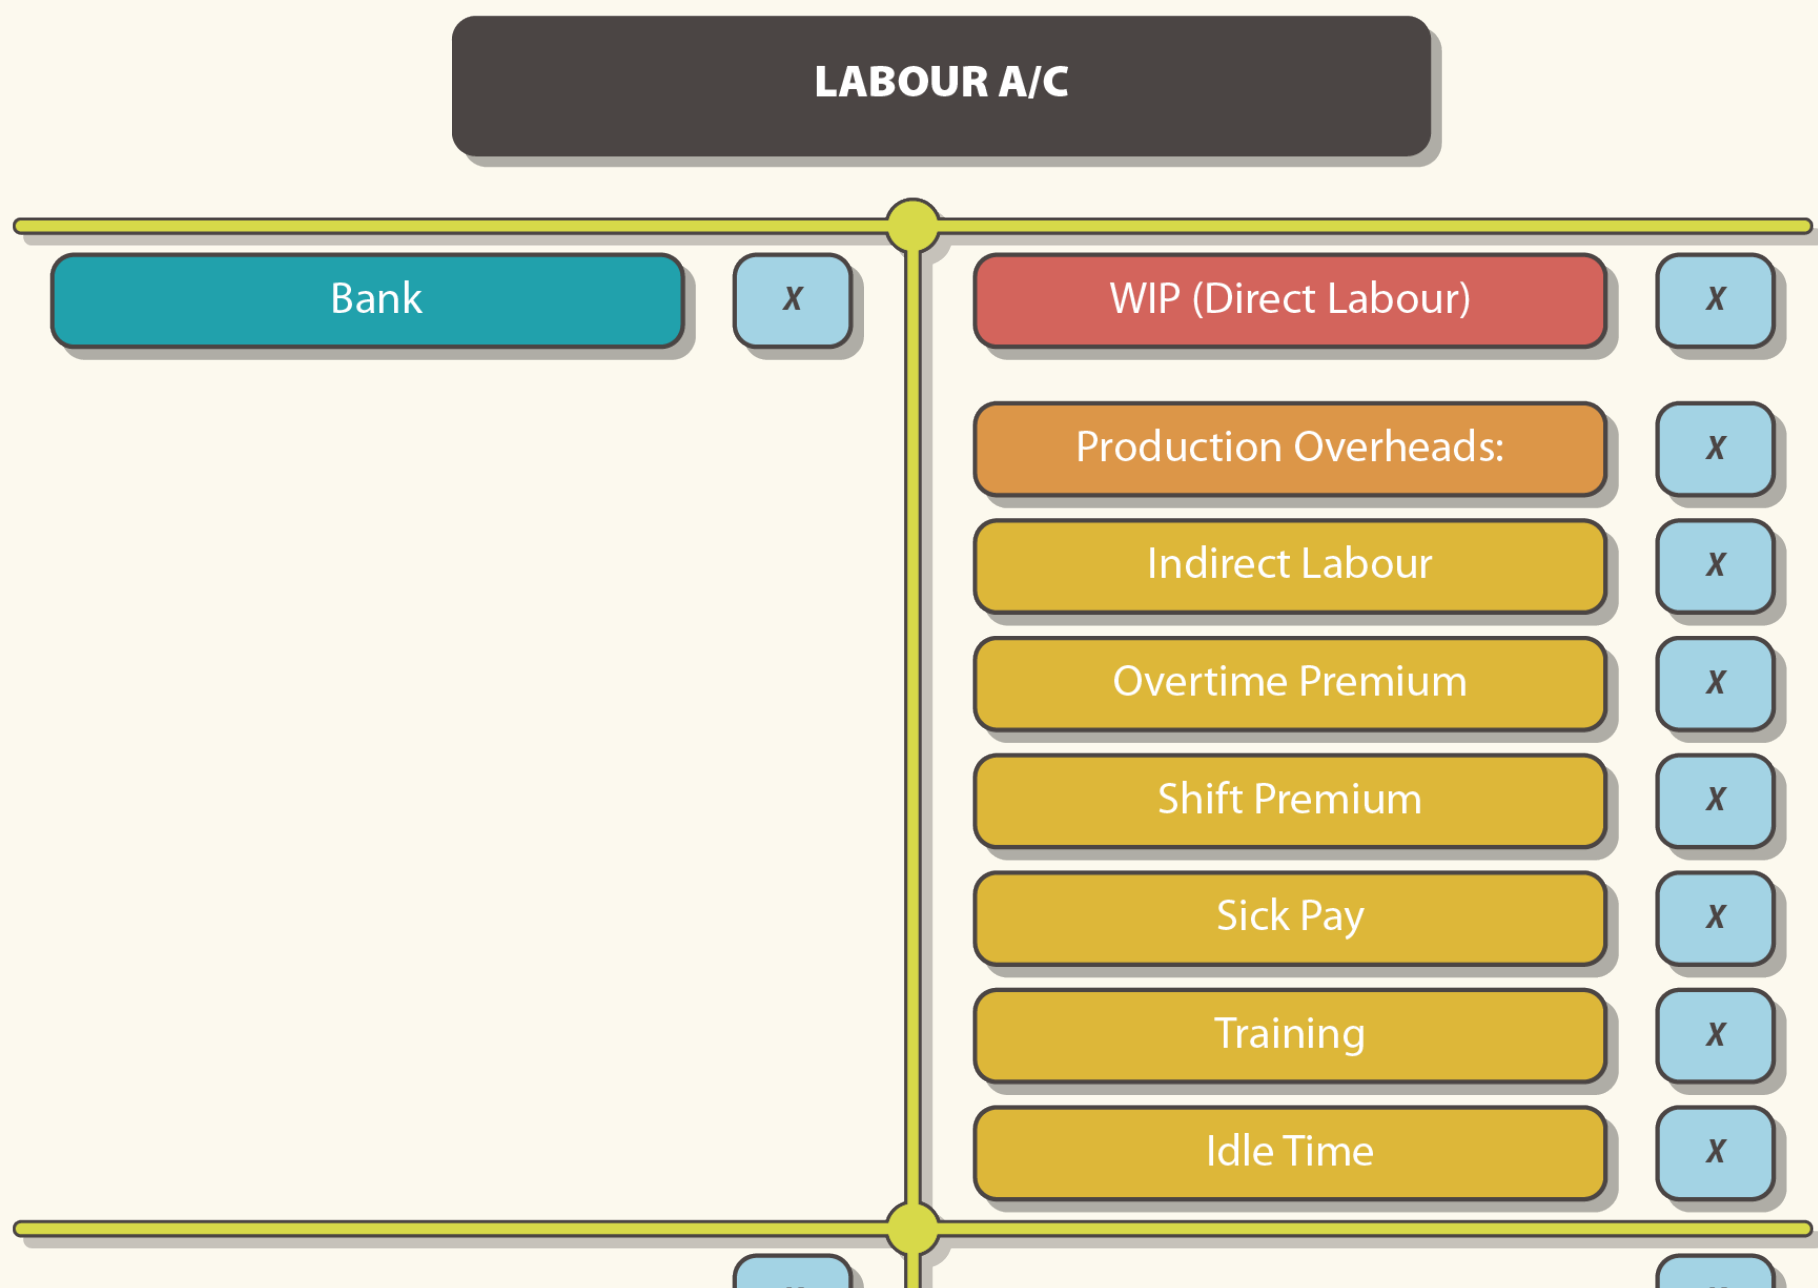 LABOUR A/C
Bank x
WIP (Direct Labour) x
Production Overheads: x
Indirect Labour x
Overtime Premium x
Shift Premium x
Sick Pay x
Training x
Idle Time x